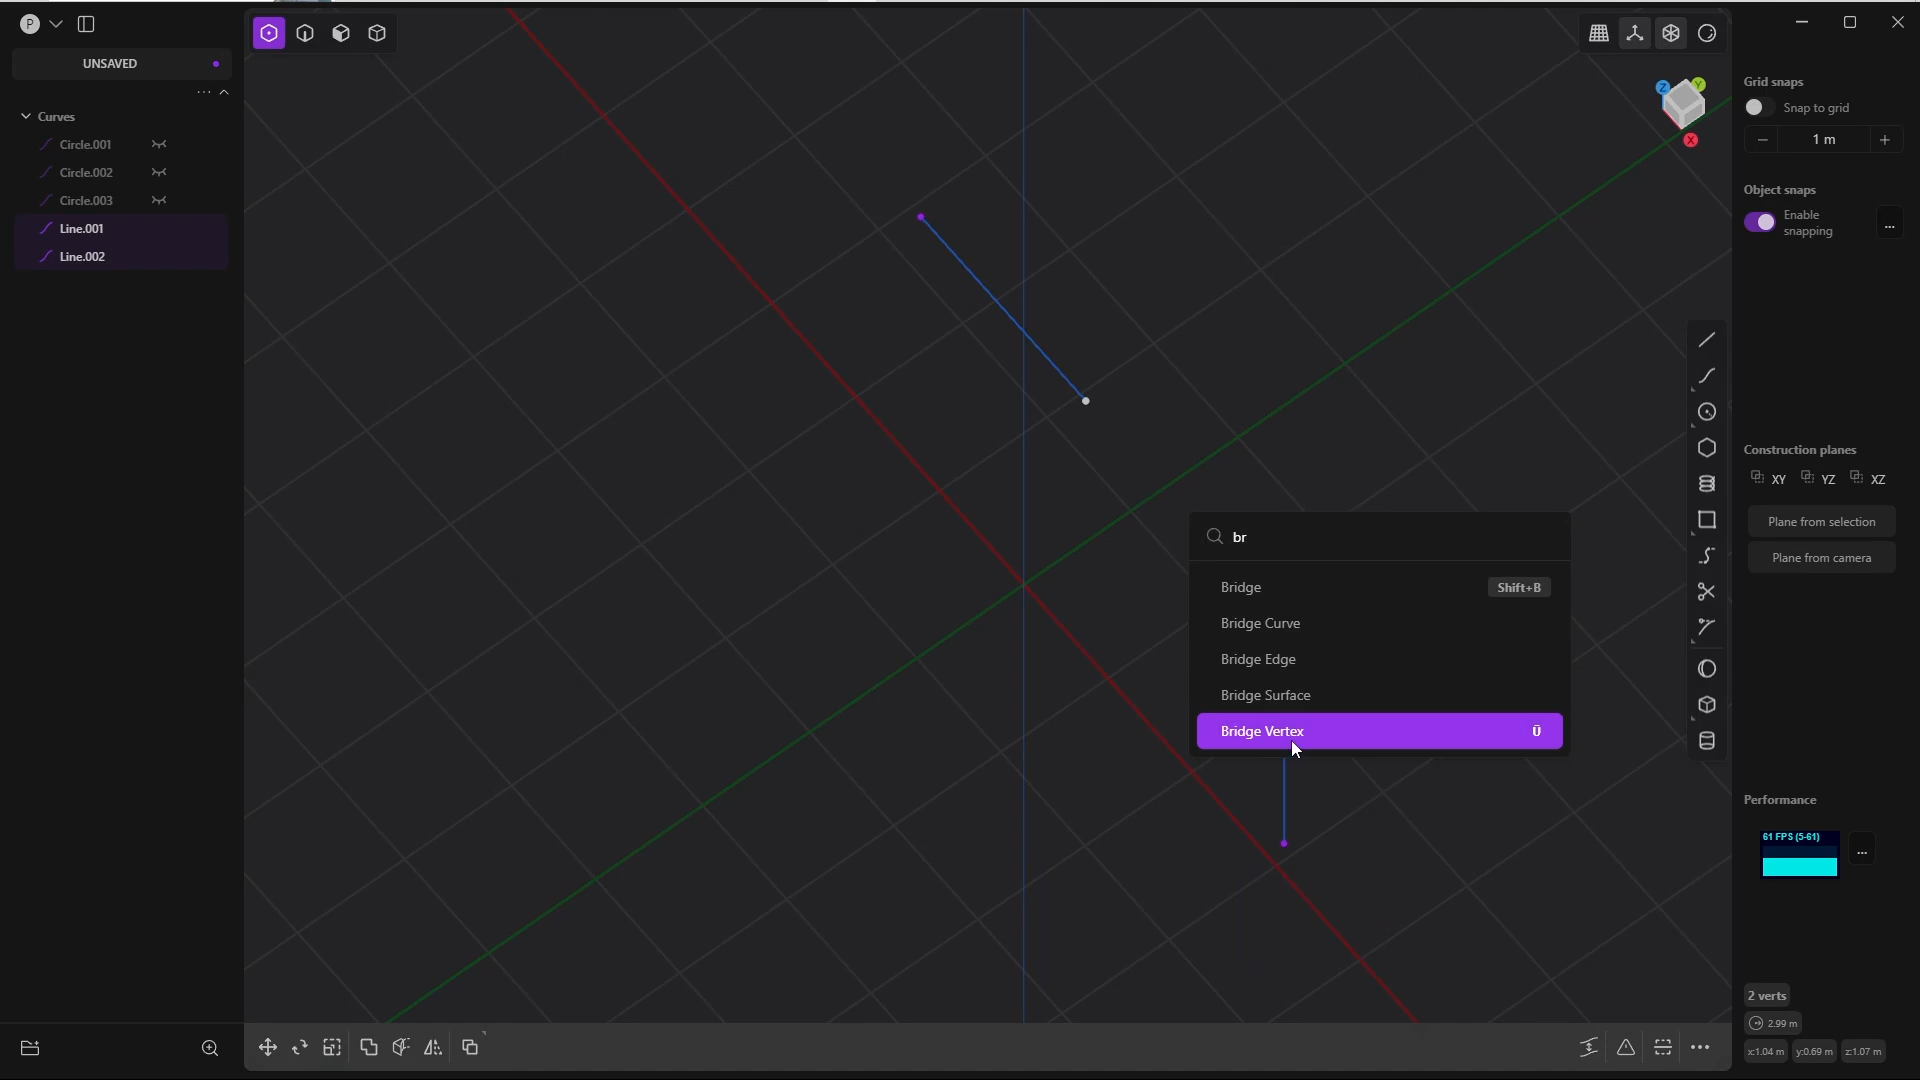 P
UNSAVED
...
Curves
Circle.001
Circle.002
Circle.003
Line.001
Line.002
Z
Y
X
br
Bridge
Shift+B
Bridge Curve
Bridge Edge
Bridge Surface
Bridge Vertex
Ū
Grid snaps
Snap to grid
1 m
Object snaps
Enable
snapping
...
Construction planes
XY
YZ
XZ
Plane from selection
Plane from camera
Performance
61 FPS (5-61)
...
2 verts
2.99 m
x:1.04 m
y:0.69 m
z:1.07 m